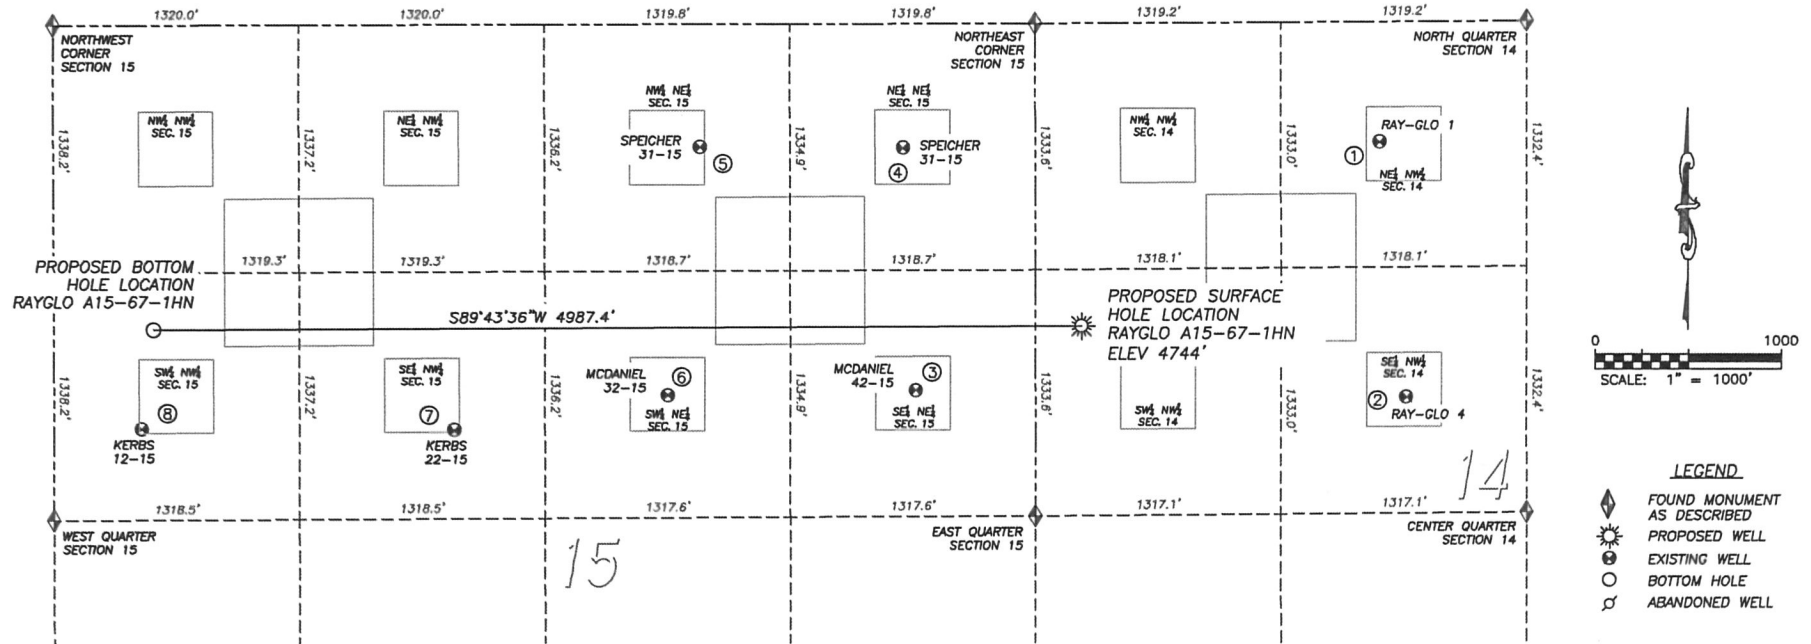 1320.0'
1320.0'
1319.8'
1319.8'
1319.2'
1319.2'
NORTHWEST
CORNER
SECTION 15
NORTHEAST
CORNER
SECTION 15
NORTH QUARTER
SECTION 14
NW¼ NW¼
SEC. 15
NE¼ NW¼
SEC. 15
NW¼ NE¼
SEC. 15
NE¼ NE¼
SEC. 15
NW¼ NW¼
SEC. 14
RAY-GLO 1
①
NE¼ NW¼
SEC. 14
SPEICHER
31-15
⑤
SPEICHER
31-15
④
1338.2'
1337.2'
1336.2'
1334.9'
1333.6'
1333.0'
1332.4'
1319.3'
1319.3'
1318.7'
1318.7'
1318.1'
1318.1'
PROPOSED BOTTOM
HOLE LOCATION
RAYGLO A15-67-1HN
S89°43'36"W 4987.4'
PROPOSED SURFACE
HOLE LOCATION
RAYGLO A15-67-1HN
ELEV 4744'
SW¼ NW¼
SEC. 15
⑧
KERBS
12-15
SE¼ NW¼
SEC. 15
⑦
KERBS
22-15
MCDANIEL
32-15
⑥
SW¼ NE¼
SEC. 15
MCDANIEL
42-15
③
SE¼ NE¼
SEC. 15
SW¼ NW¼
SEC. 14
SE¼ NW¼
SEC. 14
②
RAY-GLO 4
1338.2'
1337.2'
1336.2'
1334.9'
1333.6'
1333.0'
1332.4'
1318.5'
1318.5'
1317.6'
1317.6'
1317.1'
1317.1'
WEST QUARTER
SECTION 15
15
EAST QUARTER
SECTION 15
14
CENTER QUARTER
SECTION 14
0 1000
SCALE: 1" = 1000'
LEGEND
FOUND MONUMENT
AS DESCRIBED
PROPOSED WELL
EXISTING WELL
BOTTOM HOLE
ABANDONED WELL